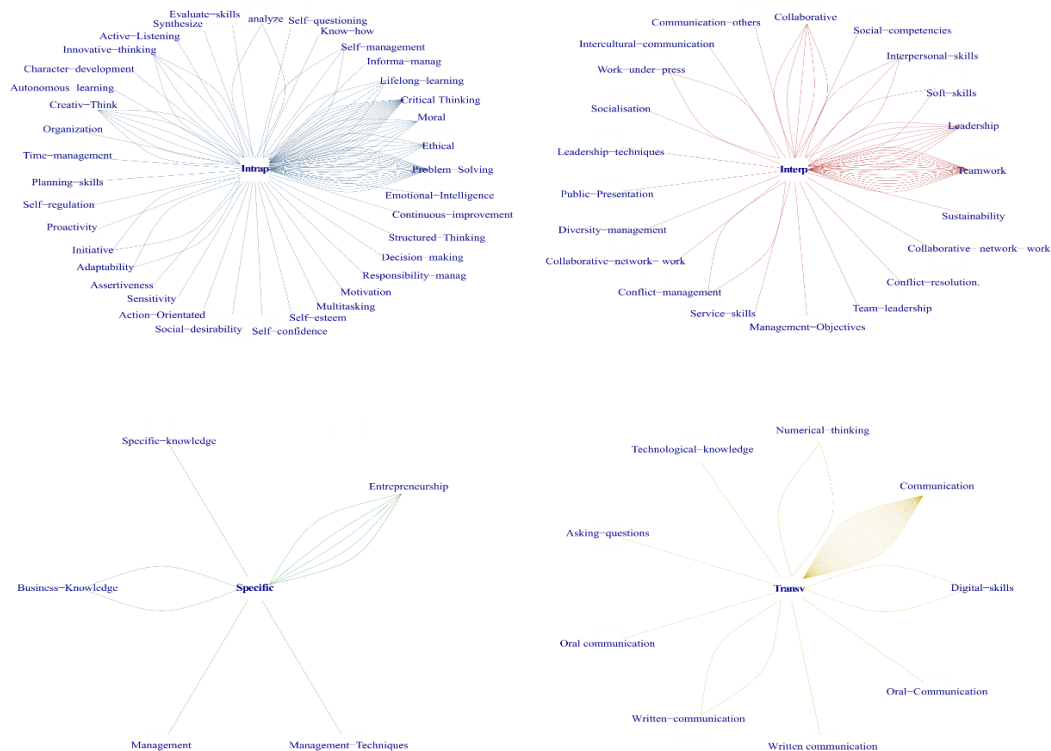 Evaluate−skills
analyze
Self−questioning
Synthesize
Know−how
Active−Listening
Self−management
Innovative−thinking
Informa−manag
Character−development
Lifelong−learning
Autonomous learning
Critical Thinking
Creativ−Think
Moral
Organization
Ethical
Time−management
Intrap
Problem−Solving
Planning−skills
Emotional−Intelligence
Self−regulation
Continuous−improvement
Proactivity
Structured−Thinking
Initiative
Decision−making
Adaptability
Responsibility−manag
Assertiveness
Motivation
Sensitivity
Multitasking
Action−Orientated
Self−esteem
Social−desirability
Self−confidence
Collaborative
Communication−others
Social−competencies
Intercultural−communication
Interpersonal−skills
Work−under−press
Soft−skills
Socialisation
Leadership
Leadership−techniques
Interp
Teamwork
Public−Presentation
Sustainability
Diversity−management
Collaborative−network−work
Collaborative−network−work
Conflict−resolution.
Conflict−management
Team−leadership
Service−skills
Management−Objectives
Specific−knowledge
Entrepreneurship
Business−Knowledge
Specific
Management
Management−Techniques
Numerical−thinking
Technological−knowledge
Communication
Asking−questions
Transv
Digital−skills
Oral communication
Oral−Communication
Written−communication
Written communication